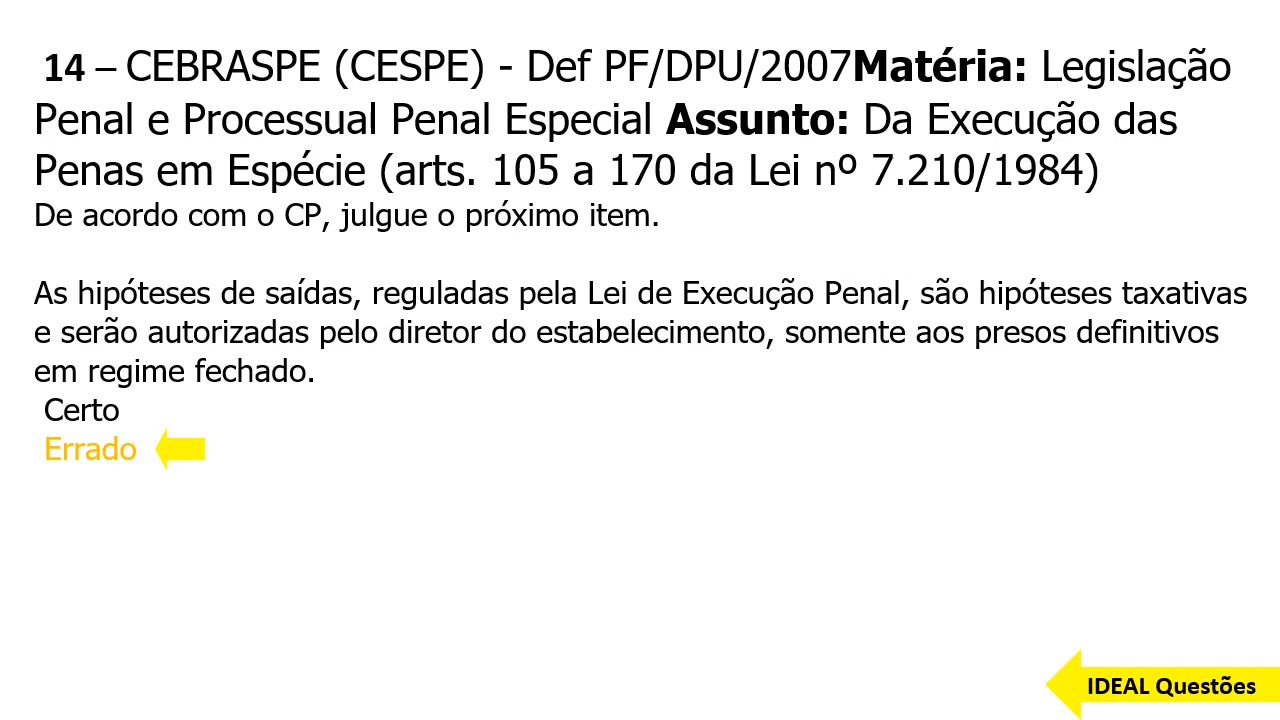 14 – CEBRASPE (CESPE) - Def PF/DPU/2007Matéria: Legislação
Penal e Processual Penal Especial Assunto: Da Execução das
Penas em Espécie (arts. 105 a 170 da Lei nº 7.210/1984)
De acordo com o CP, julgue o próximo item.
As hipóteses de saídas, reguladas pela Lei de Execução Penal, são hipóteses taxativas
e serão autorizadas pelo diretor do estabelecimento, somente aos presos definitivos
em regime fechado.
Certo
Errado
IDEAL Questões